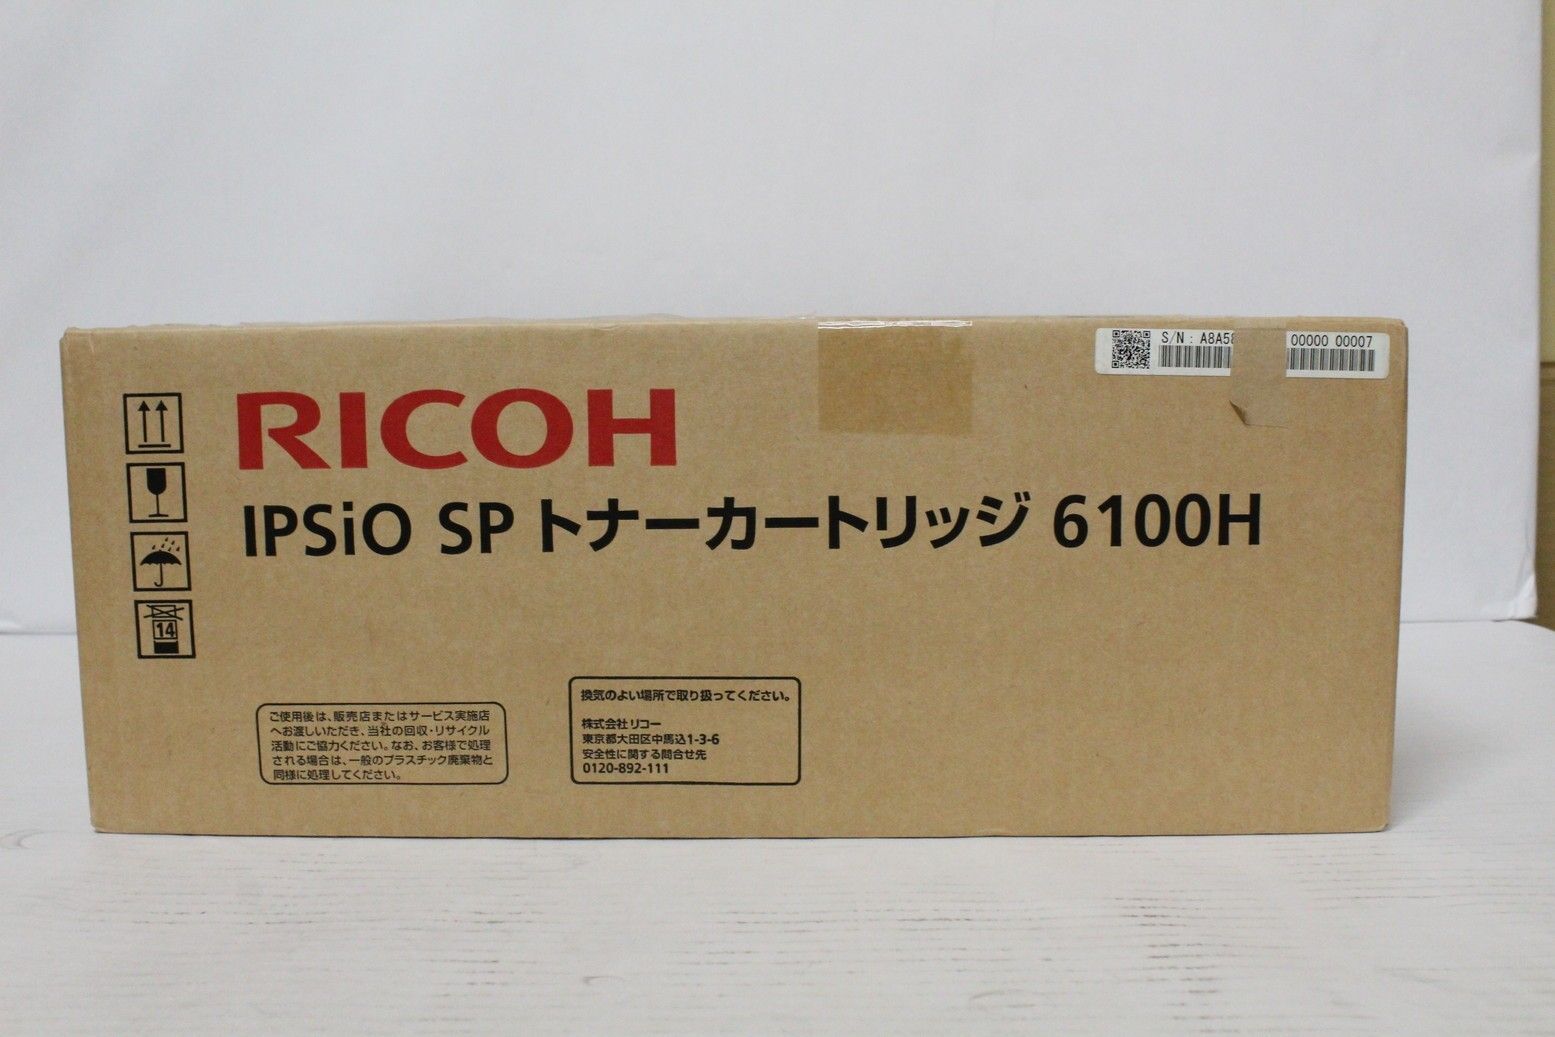 S/N : A8A58
00000 00007
RICOH
IPSiO SP トナーカートリッジ 6100H
14
ご使用後は、販売店またはサービス実施店
へお渡しいただき、当社の回収・リサイクル
活動にご協力ください。なお、お客様で処理
される場合は、一般のプラスチック廃棄物と
同様に処理してください。
換気のよい場所で取り扱ってください。
株式会社 リコー
東京都大田区中馬込1-3-6
安全性に関する問合せ先
0120-892-111